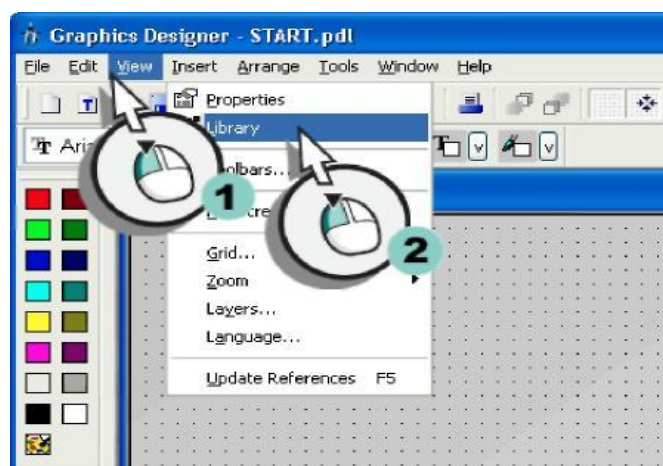 Graphics Designer - START.pdl
File Edit View Insert Arrange Tools Window Help
T
Properties
Library
1
2
Grid...
Zoom
Layers...
Language...
Update References F5